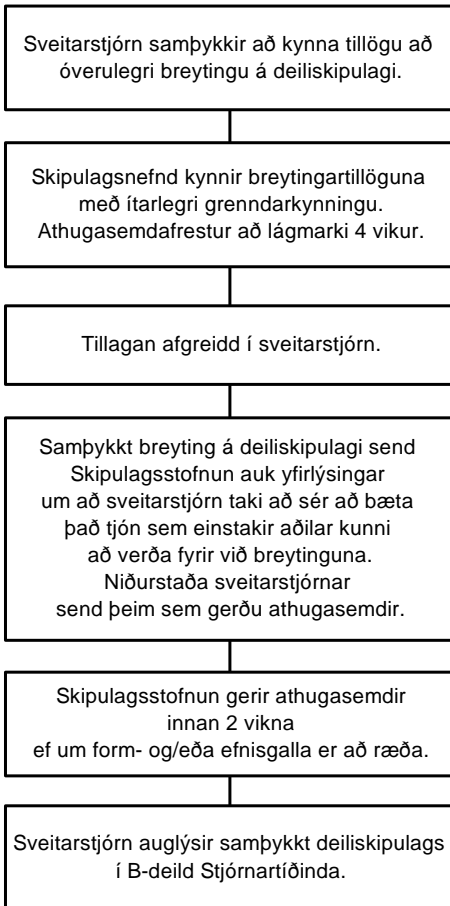 Sveitarstjórn samþykkir að kynna tillögu að
óverulegri breytingu á deiliskipulagi.
Skipulagsnefnd kynnir breytingartillöguna
með ítarlegri grenndarkynningu.
Athugasemdafrestur að lágmarki 4 vikur.
Tillagan afgreidd í sveitarstjórn.
Samþykkt breyting á deiliskipulagi send
Skipulagsstofnun auk yfirlýsingar
um að sveitarstjórn taki að sér að bæta
það tjón sem einstakir aðilar kunni
að verða fyrir við breytinguna.
Niðurstaða sveitarstjórnar
send þeim sem gerðu athugasemdir.
Skipulagsstofnun gerir athugasemdir
innan 2 vikna
ef um form- og/eða efnisgalla er að ræða.
Sveitarstjórn auglýsir samþykkt deiliskipulags
í B-deild Stjórnartíðinda.